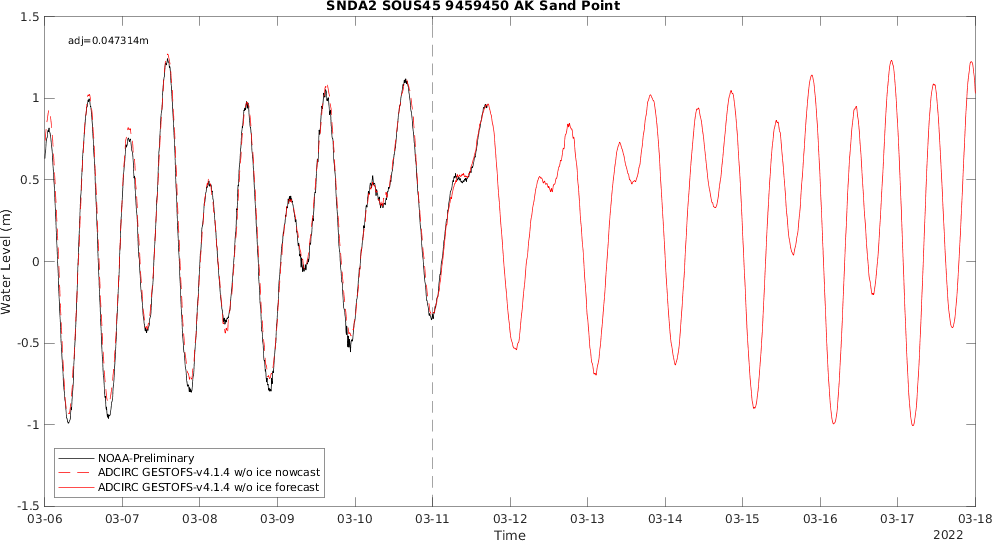 SNDA2 SOUS45 9459450 AK Sand Point
adj=0.047314m
1.5
1
0.5
0
-0.5
-1
-1.5
Water Level (m)
NOAA-Preliminary
ADCIRC GESTOFS-v4.1.4 w/o ice nowcast
ADCIRC GESTOFS-v4.1.4 w/o ice forecast
03-06 03-07 03-08 03-09 03-10 03-11 03-12 03-13 03-14 03-15 03-16 03-17 03-18
Time
2022